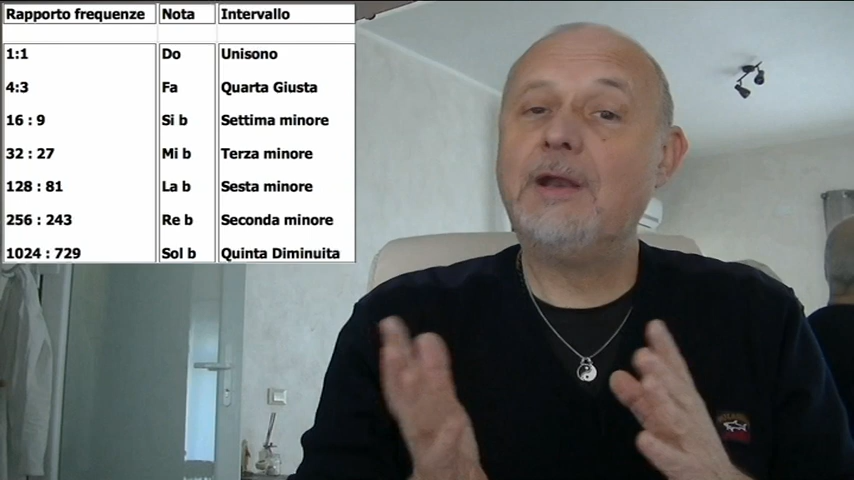 Rapporto frequenze Nota Intervallo
1:1 Do Unisono
4:3 Fa Quarta Giusta
16 : 9 Si b Settima minore
32 : 27 Mi b Terza minore
128 : 81 La b Sesta minore
256 : 243 Re b Seconda minore
1024 : 729 Sol b Quinta Diminuita